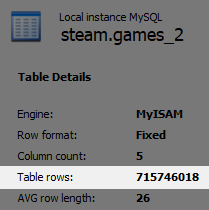 Local instance MySQL
steam.games_2
Table Details
Engine: MyISAM
Row format: Fixed
Column count: 5
Table rows: 715746018
AVG row length: 26